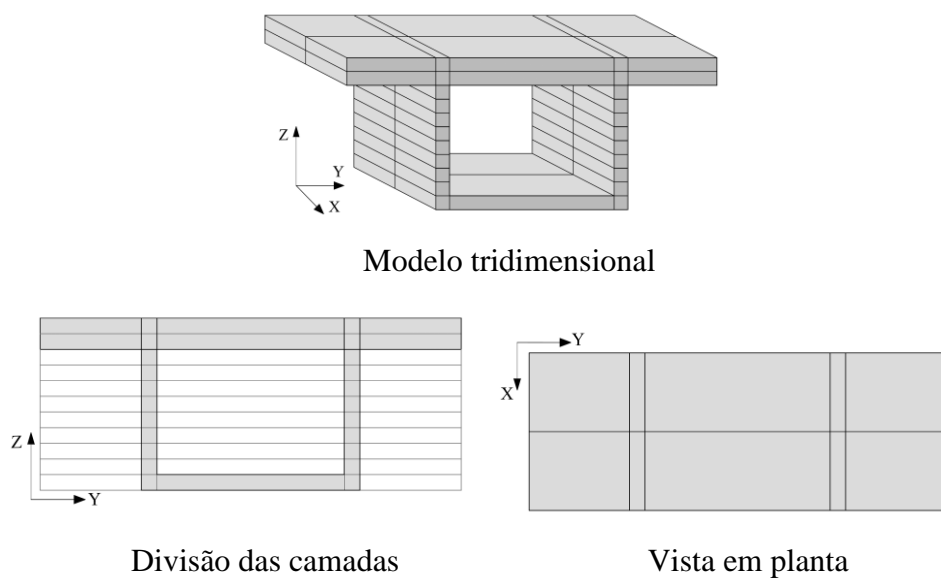 Z
Y
X
Modelo tridimensional
Y
X
Z
Y
Divisão das camadas
Vista em planta